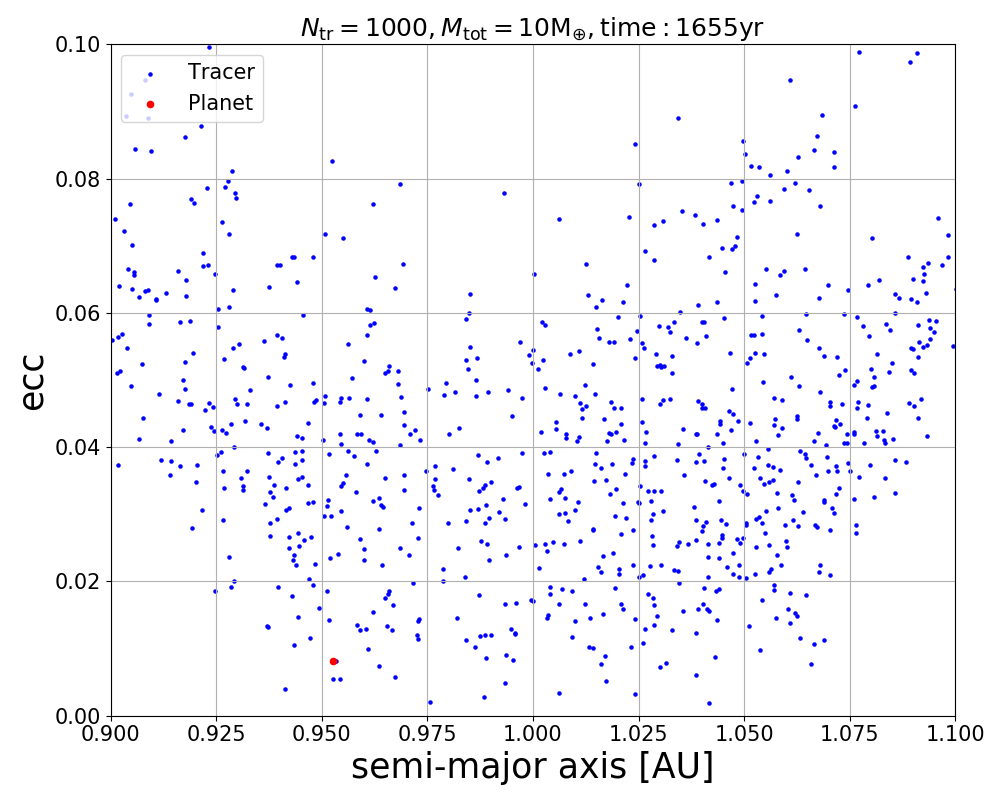 N_tr = 1000, M_tot = 10M_⊕, time : 1655yr
Tracer
Planet
ecc
0.10
0.08
0.06
0.04
0.02
0.00
0.900 0.925 0.950 0.975 1.000 1.025 1.050 1.075 1.100
semi-major axis [AU]